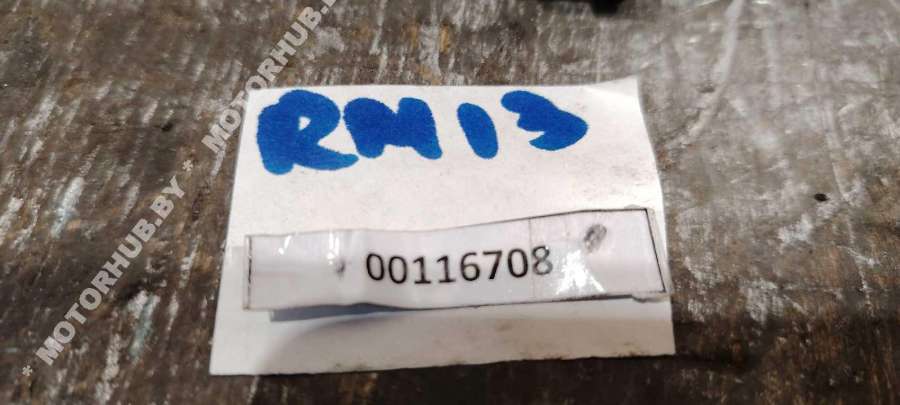 * MOTORHUB.BY * MOTORHUB.BY
RM13
00116708